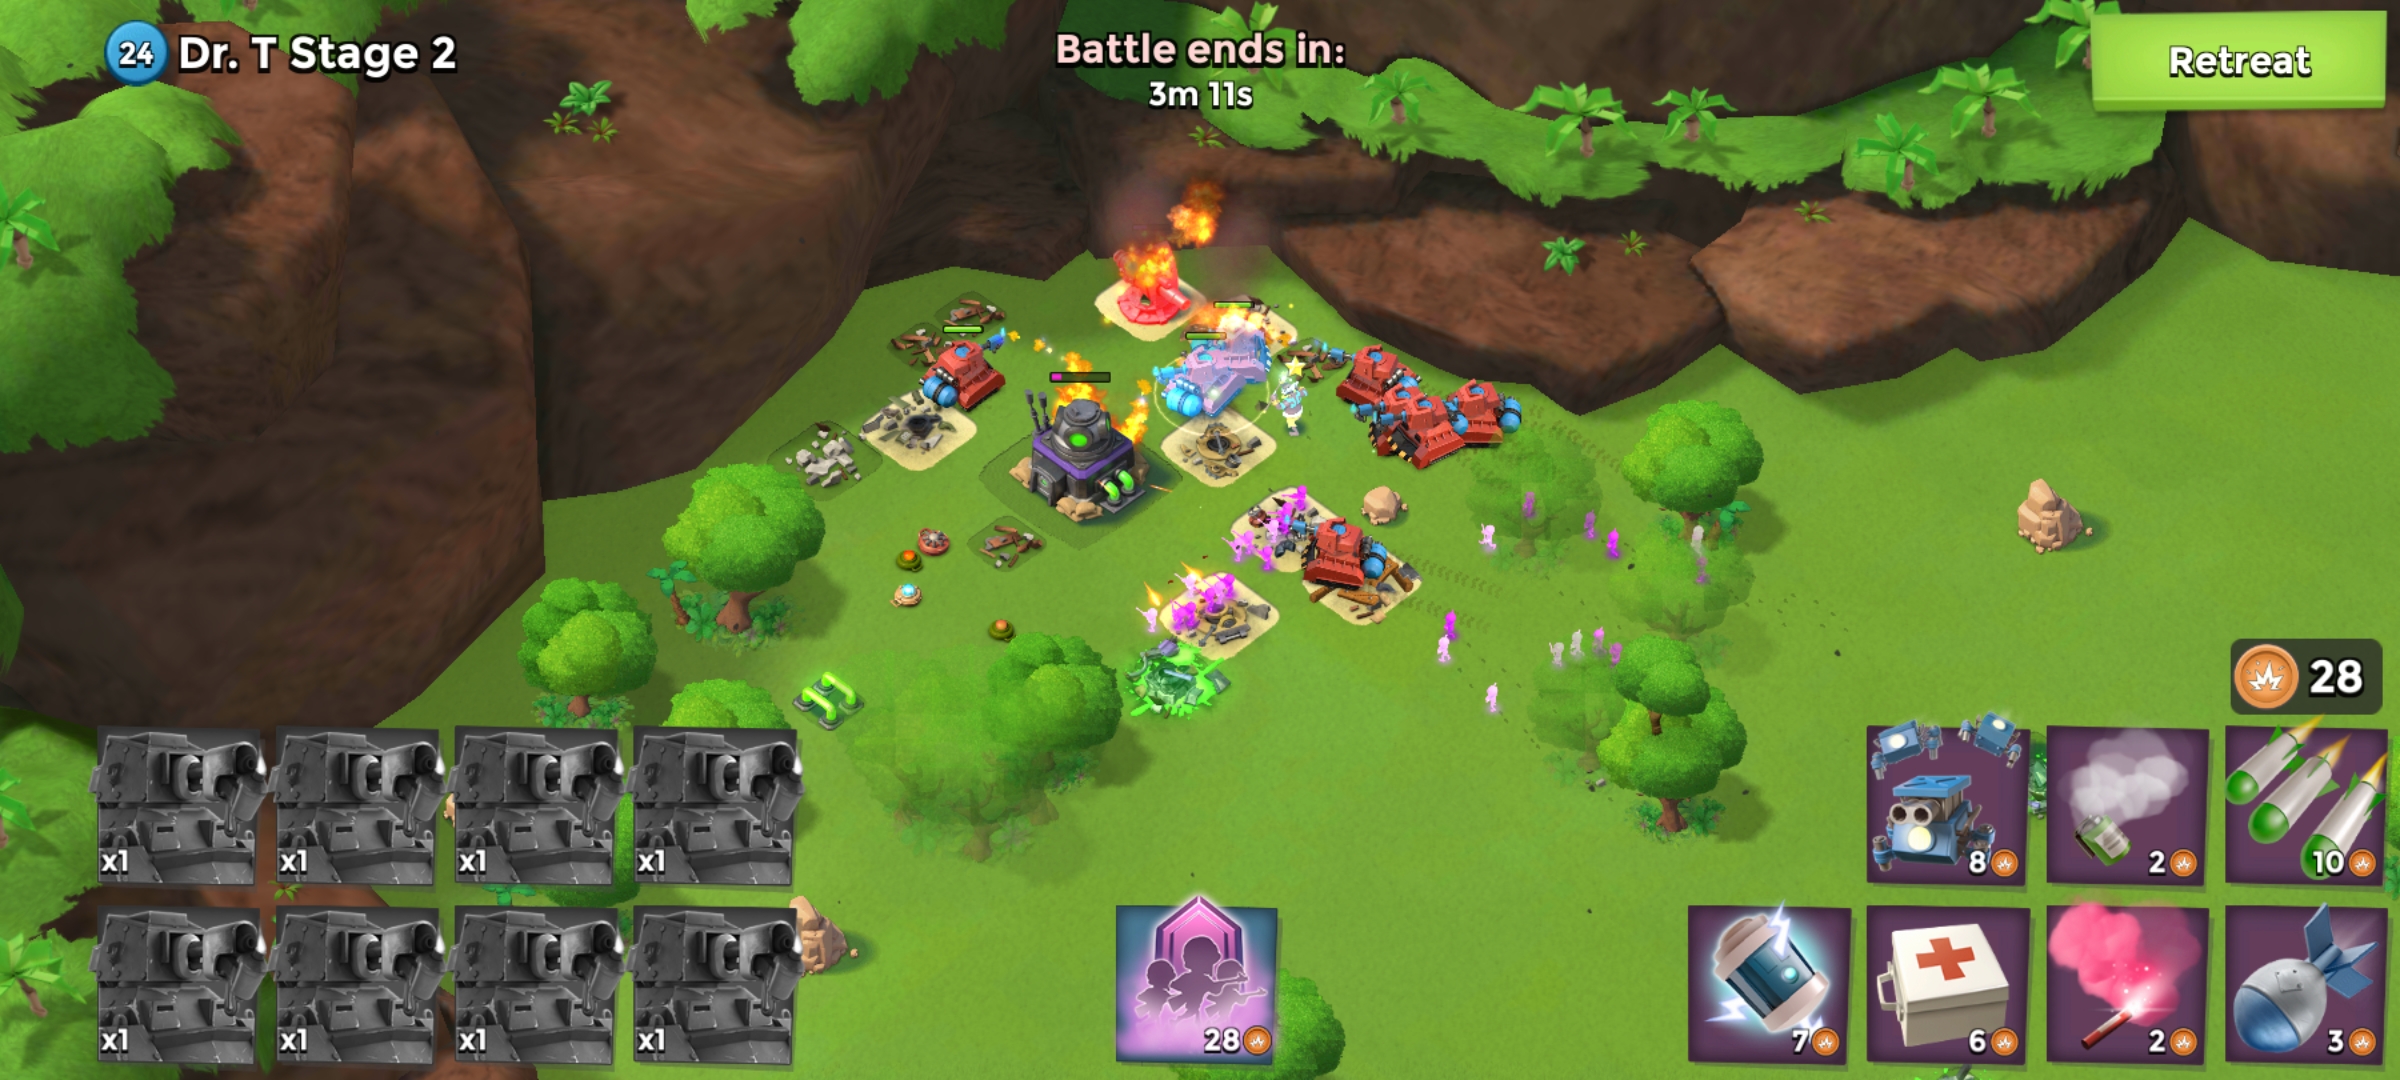 24 Dr. T Stage 2
Battle ends in:
3m 11s
Retreat
28
x1 x1 x1 x1
8 2 10
x1 x1 x1 x1
28
7 6 2 3